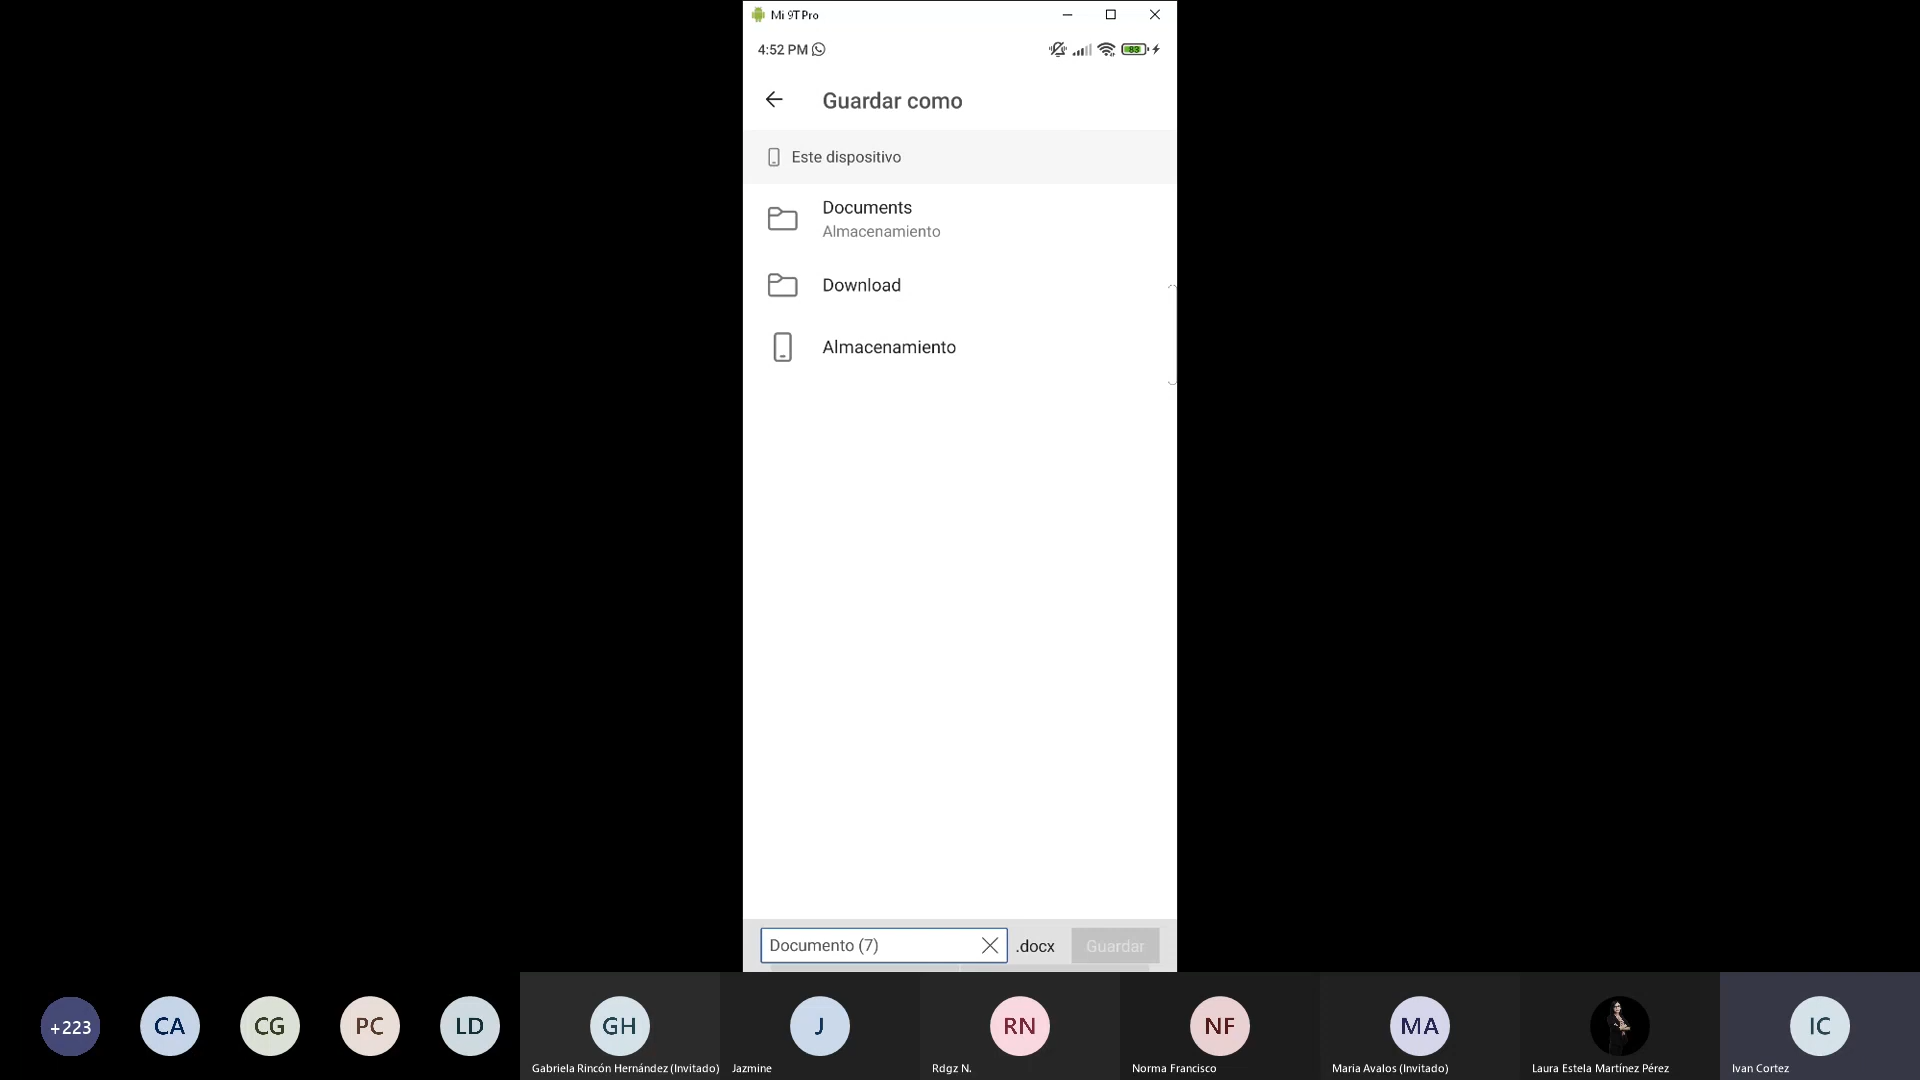 Mi 9T Pro
4:52 PM
83
Guardar como
Este dispositivo
Documents
Almacenamiento
Download
Almacenamiento
Documento (7)
.docx
Guardar
+223
CA
CG
PC
LD
GH
J
RN
NF
MA
IC
Gabriela Rincón Hernández (Invitado)
Jazmine
Rdgz N.
Norma Francisco
Maria Avalos (Invitado)
Laura Estela Martínez Pérez
Ivan Cortez